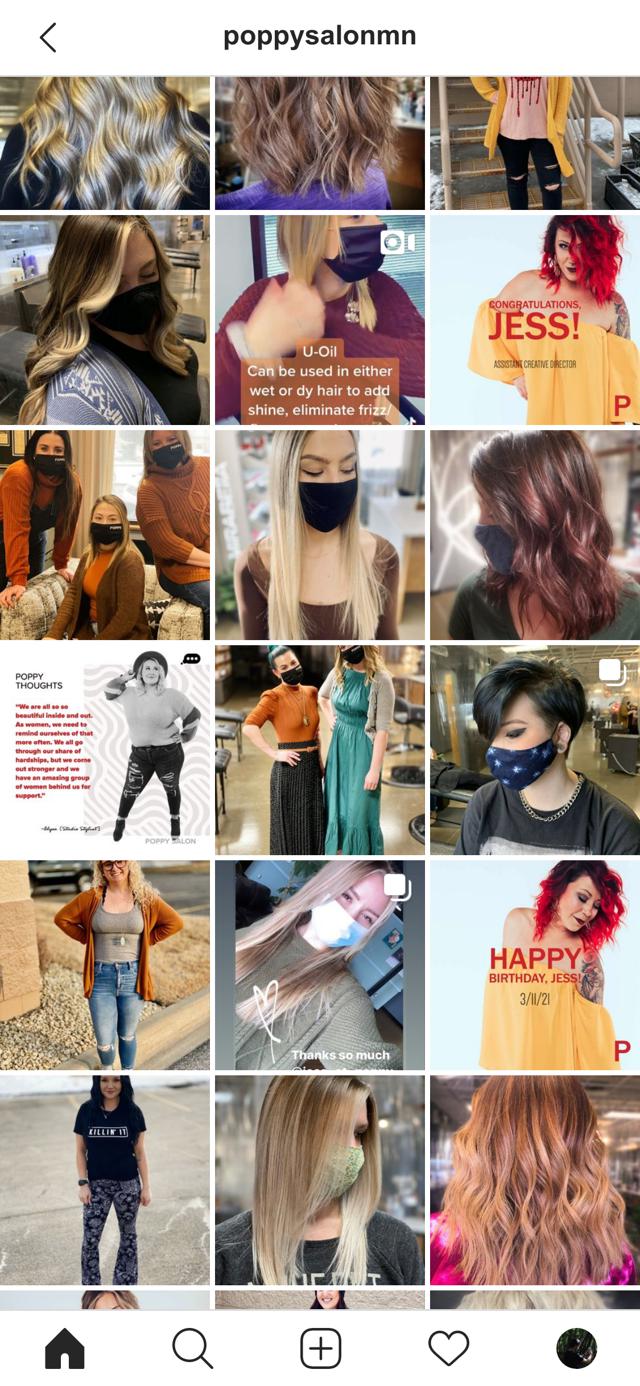 poppysalonmn
U-Oil
Can be used in either
wet or dy hair to add
shine, eliminate frizz/
CONGRATULATIONS,
JESS!
ASSISTANT CREATIVE DIRECTOR
P
POPPY
POPPY
POPPY
POPPY
THOUGHTS
"We are all so so
beautiful inside and out.
As women, we need to
remind ourselves of that
more often. We all go
through our share of
hardships, but we come
out stronger and we
have an amazing group
of women behind us for
support."
(Studio Stylist)
POPPY SALON
Thanks so much
HAPPY
BIRTHDAY, JESS!
3/11/21
P
KILLIN' IT